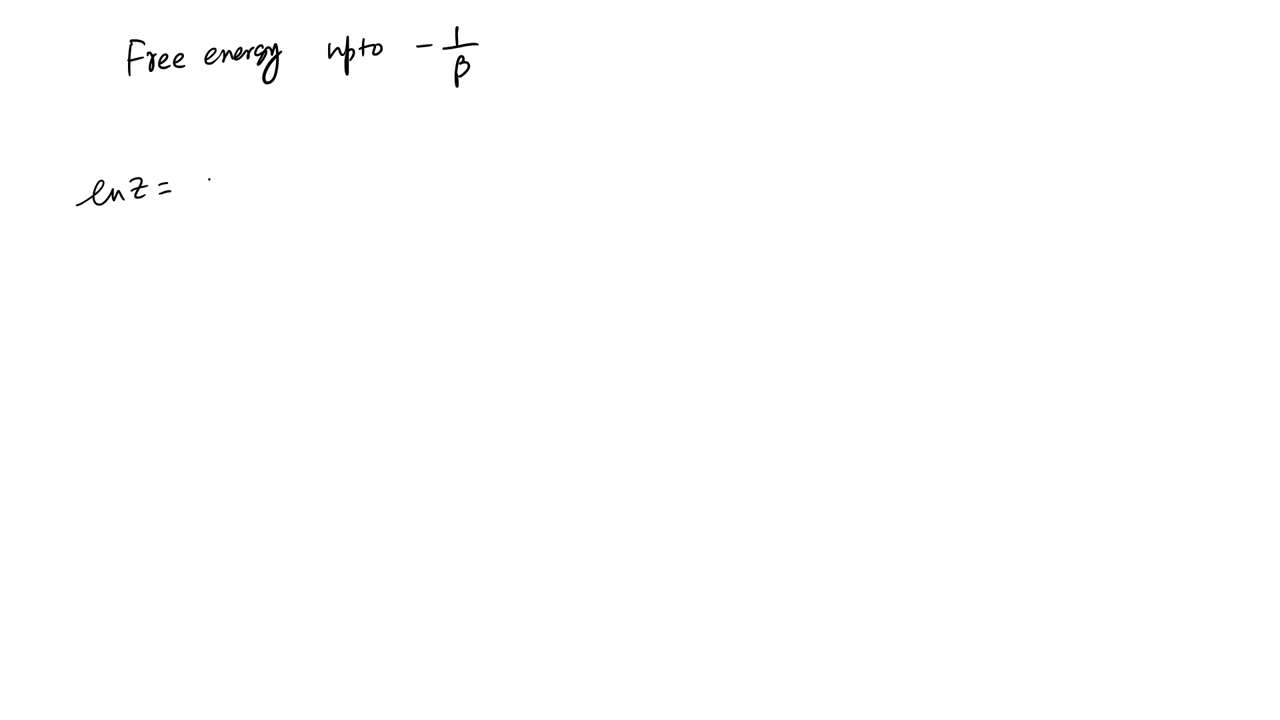 Free energy upto - 1/β
ln Z =